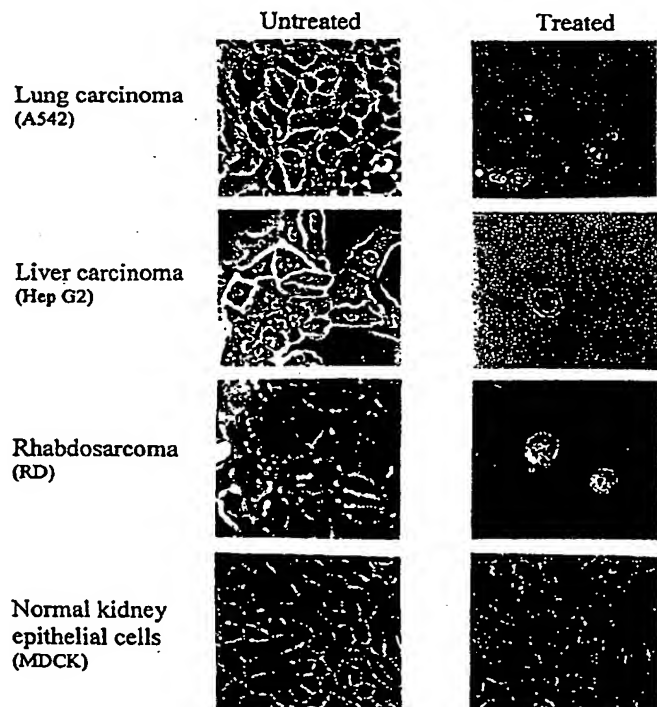 Untreated Treated
Lung carcinoma
(A542)
Liver carcinoma
(Hep G2)
Rhabdosarcoma
(RD)
Normal kidney
epithelial cells
(MDCK)